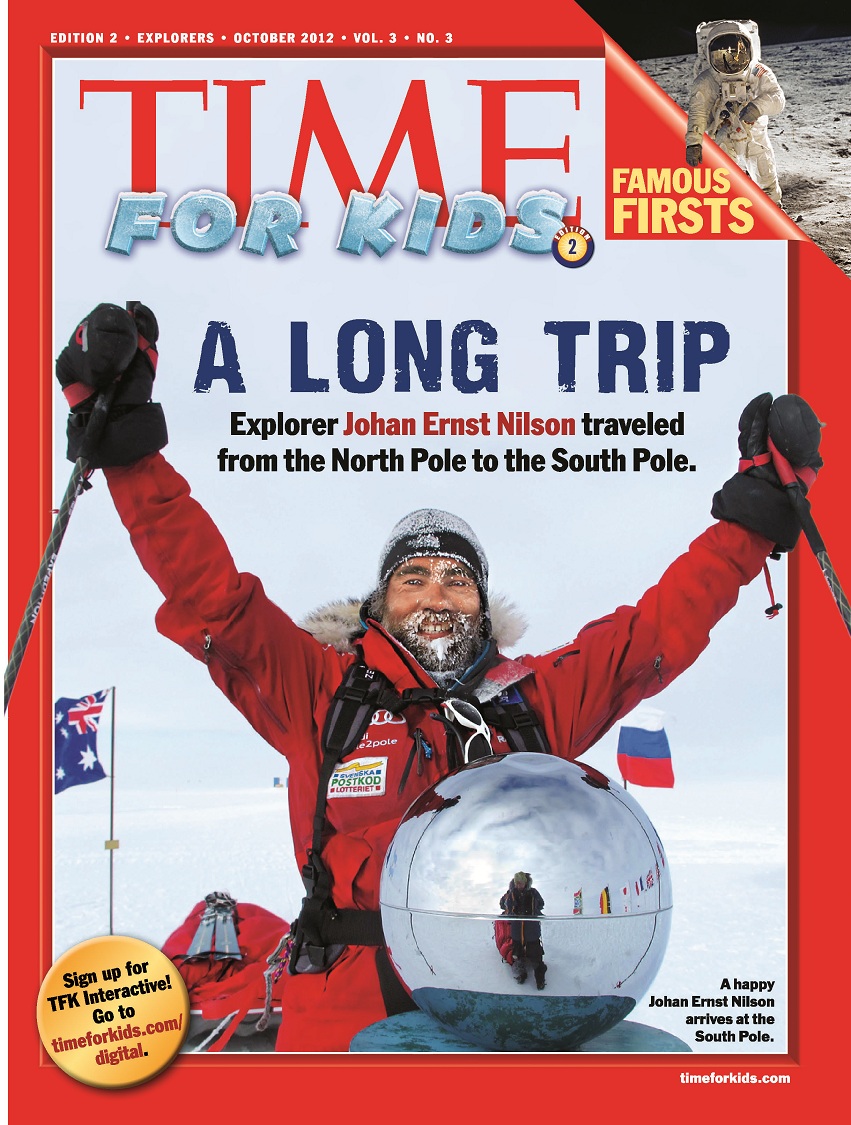 EDITION 2 • EXPLORERS • OCTOBER 2012 • VOL. 3 • NO. 3
TIME
FOR KIDS
EDITION
2
FAMOUS
FIRSTS
A LONG TRIP
Explorer Johan Ernst Nilson traveled
from the North Pole to the South Pole.
SVENSKA
POSTKOD
LOTTERIET
Sign up for
TFK Interactive!
Go to
timeforkids.com/
digital.
A happy
Johan Ernst Nilson
arrives at the
South Pole.
timeforkids.com